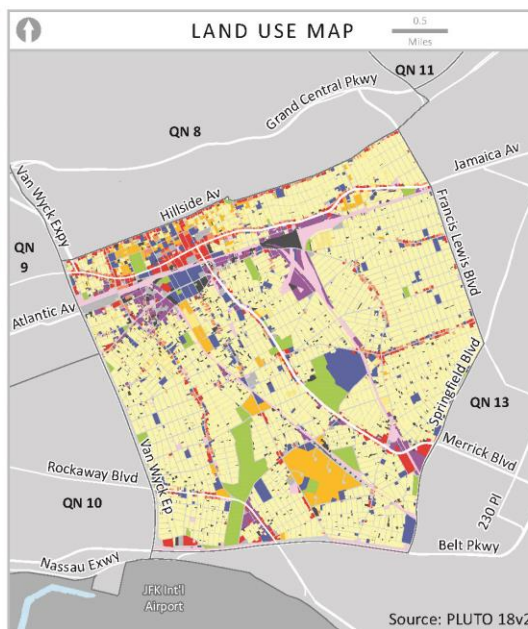 LAND USE MAP
0.5
Miles
QN 11
Grand Central Pkwy
QN 8
Jamaica Av
Hillside Av
Van Wyck Expy
QN
9
Francis Lewis Blvd
Atlantic Av
Springfield Blvd
QN 13
Merrick Blvd
Van Wyck Ep
Rockaway Blvd
QN 10
230 Pl
Belt Pkwy
Nassau Exwy
JFK Int'l
Airport
Source: PLUTO 18v2